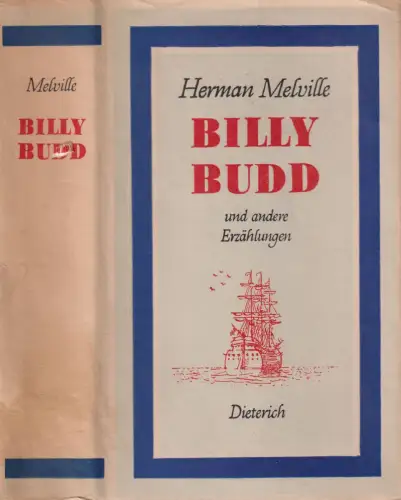 Melville
BILLY
BUDD
Herman Melville
BILLY
BUDD
und andere
Erzählungen
Dieterich